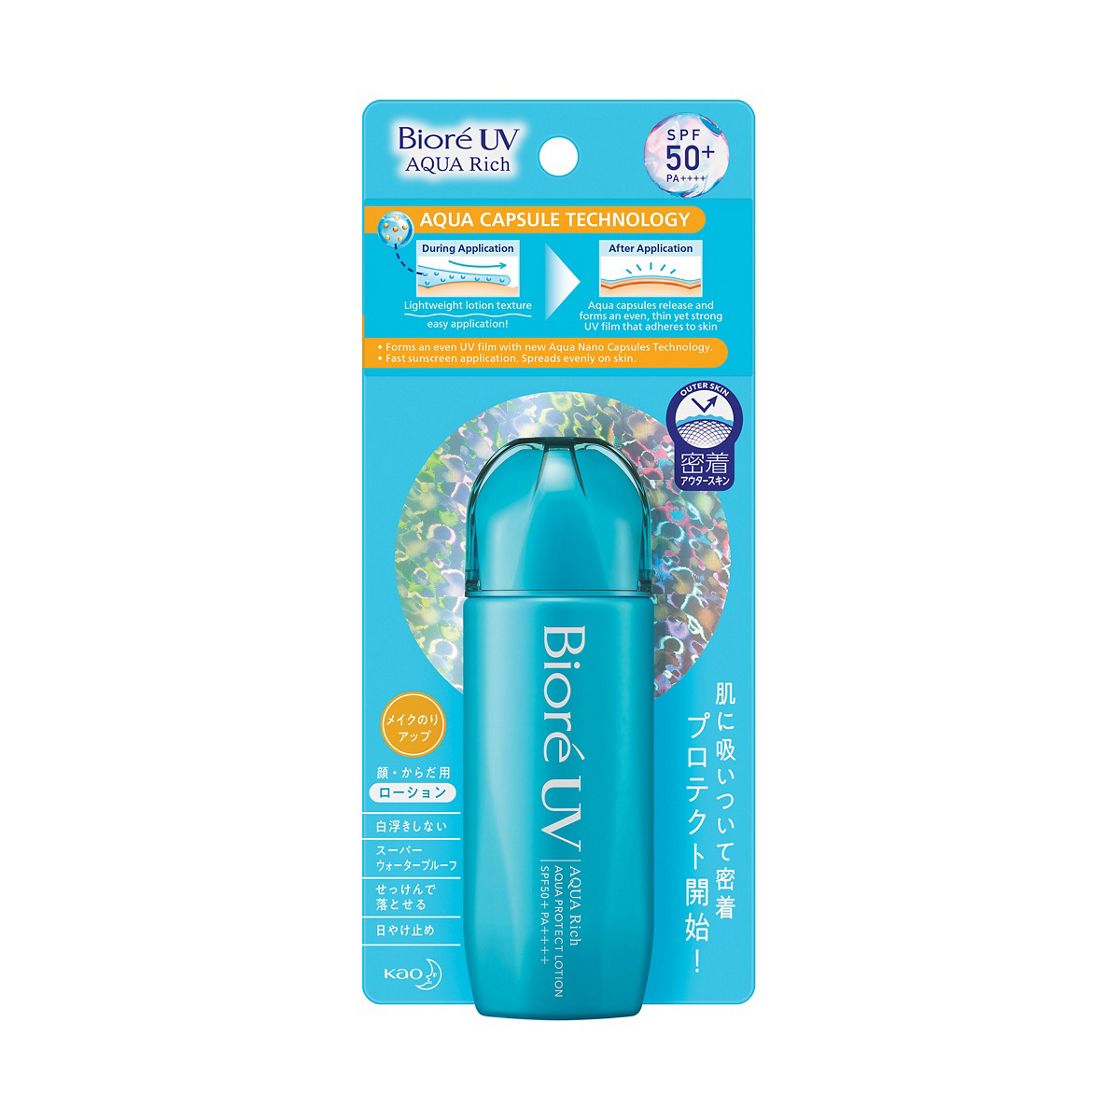 Bioré UV
AQUA Rich
SPF
50+
PA++++
AQUA CAPSULE TECHNOLOGY
During Application
After Application
Lightweight lotion texture
easy application!
Aqua capsules release and
forms an even, thin yet strong
UV film that adheres to skin
• Forms an even UV film with new Aqua Nano Capsules Technology.
• Fast sunscreen application. Spreads evenly on skin.
OUTER SKIN
密着
アウタースキン
Bioré UV
AQUA Rich
AQUA PROTECT LOTION
SPF50+ PA++++
肌に吸いついて密着
プロテクト開始！
メイクのり
アップ
顔・からだ用
ローション
白浮きしない
スーパー
ウォータープルーフ
せっけんで
落とせる
日やけ止め
Kao